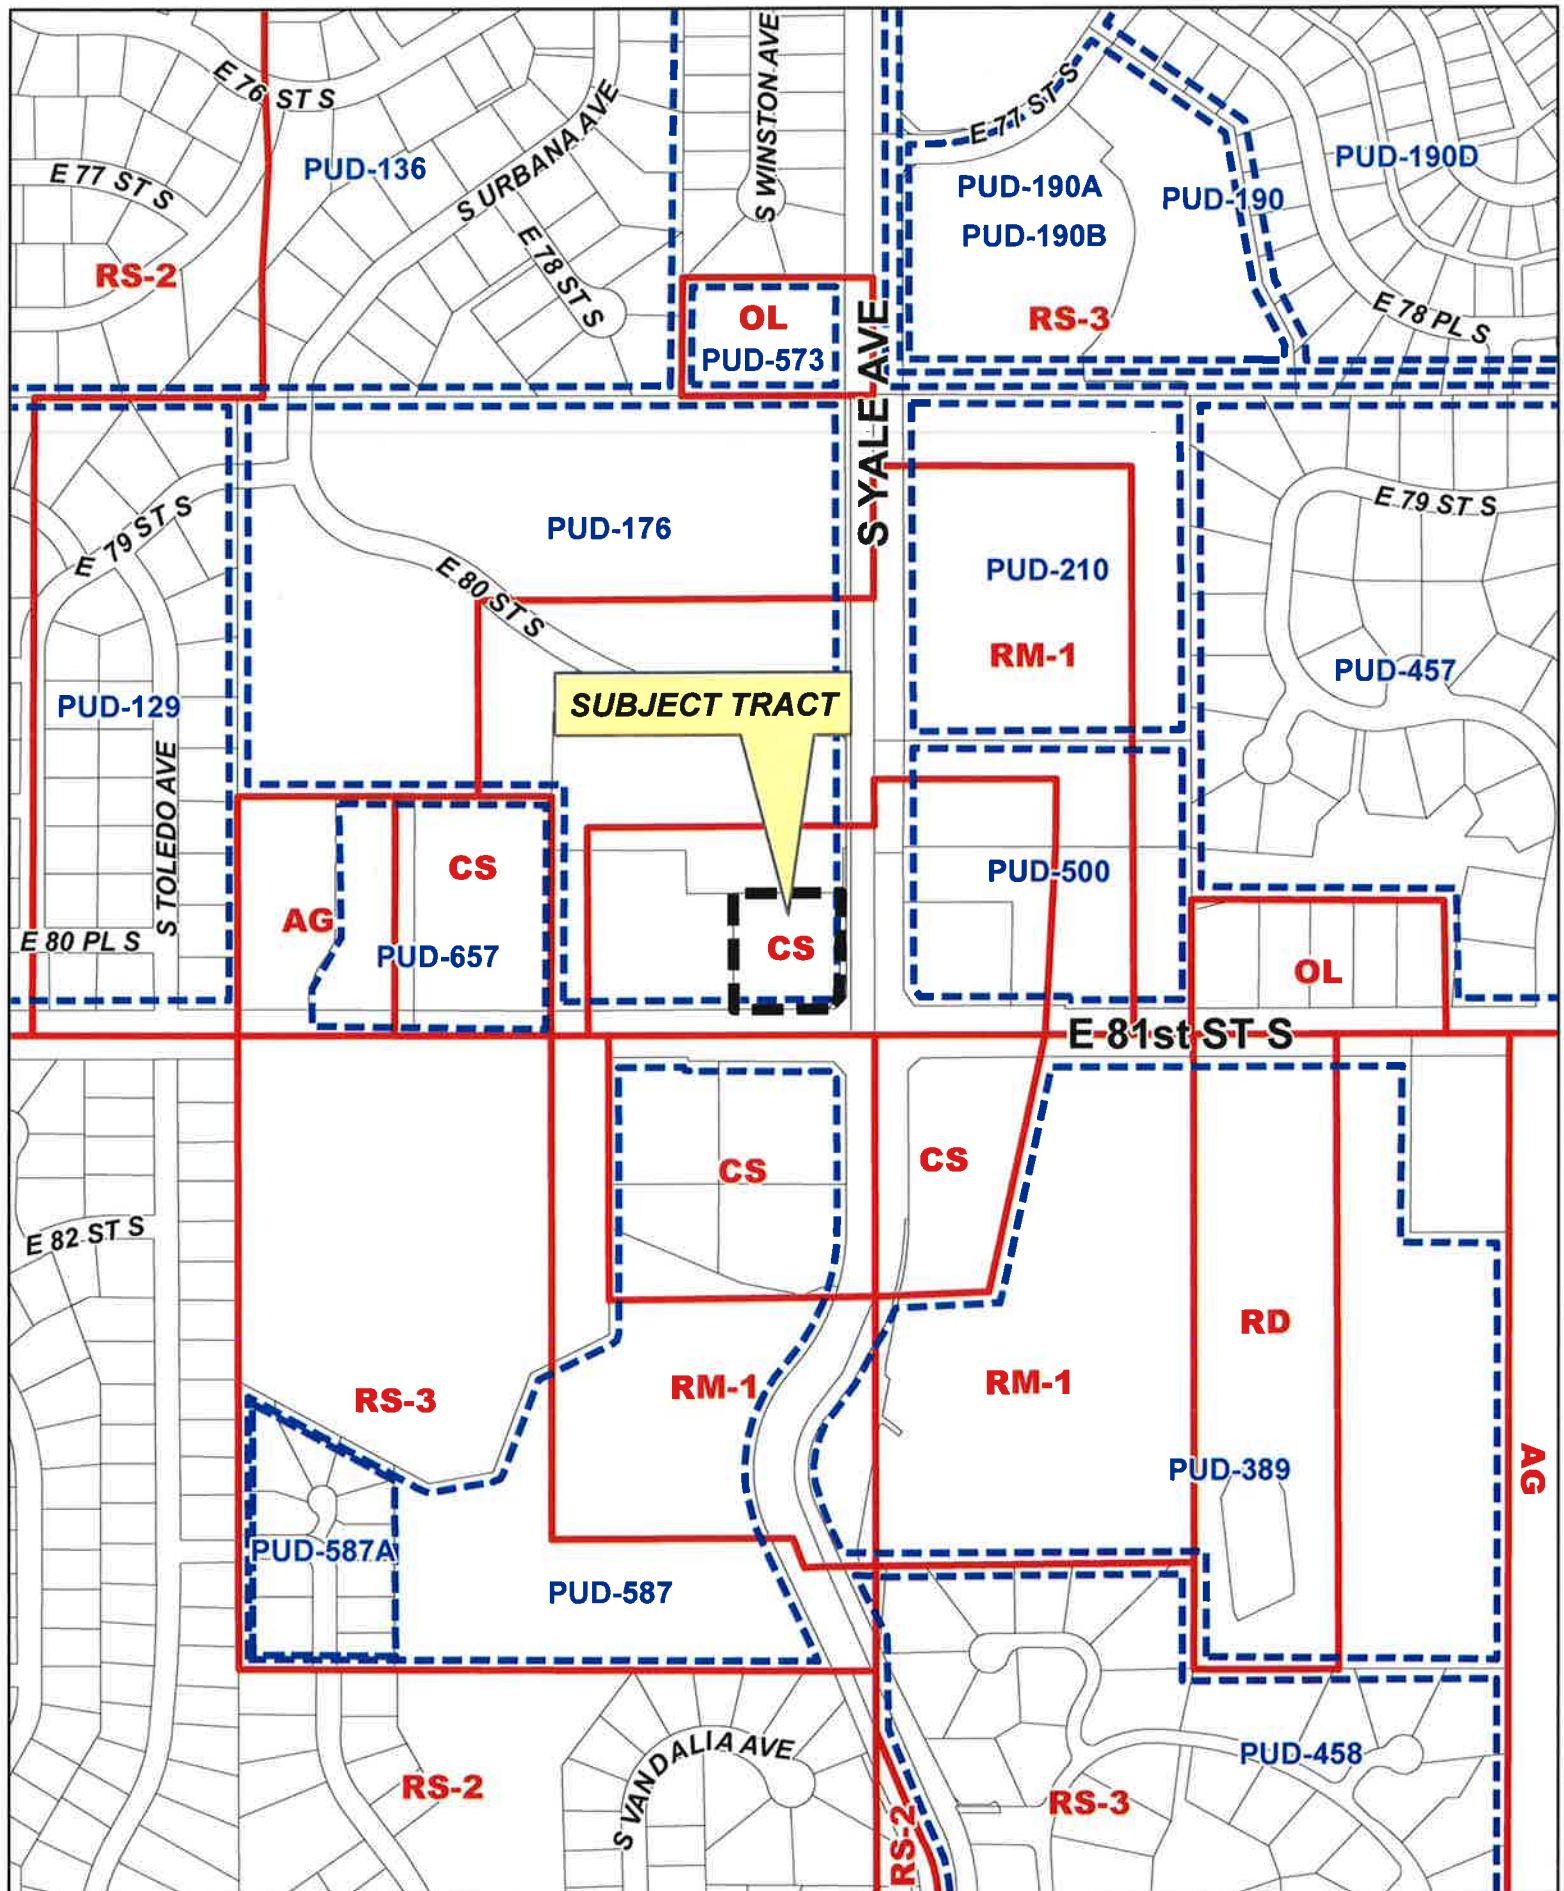 E 76 ST S
S WINSTON AVE
E 77 ST S
PUD-136
S URBANA AVE
PUD-190D
E 77 ST S
PUD-190A
PUD-190
PUD-190B
RS-2
E 78 ST S
OL
PUD-573
RS-3
E 78 PL S
S YALE AVE
E 79 ST S
E 79 ST S
PUD-176
E 80 ST S
PUD-210
RM-1
PUD-457
PUD-129
SUBJECT TRACT
S TOLEDO AVE
CS
PUD-500
AG
E 80 PL S
PUD-657
CS
OL
E 81st ST S
CS
CS
E 82 ST S
RD
RS-3
RM-1
RM-1
PUD-389
AG
PUD-587A
PUD-587
S VANDALIA AVE
PUD-458
RS-2
RS-2
RS-3